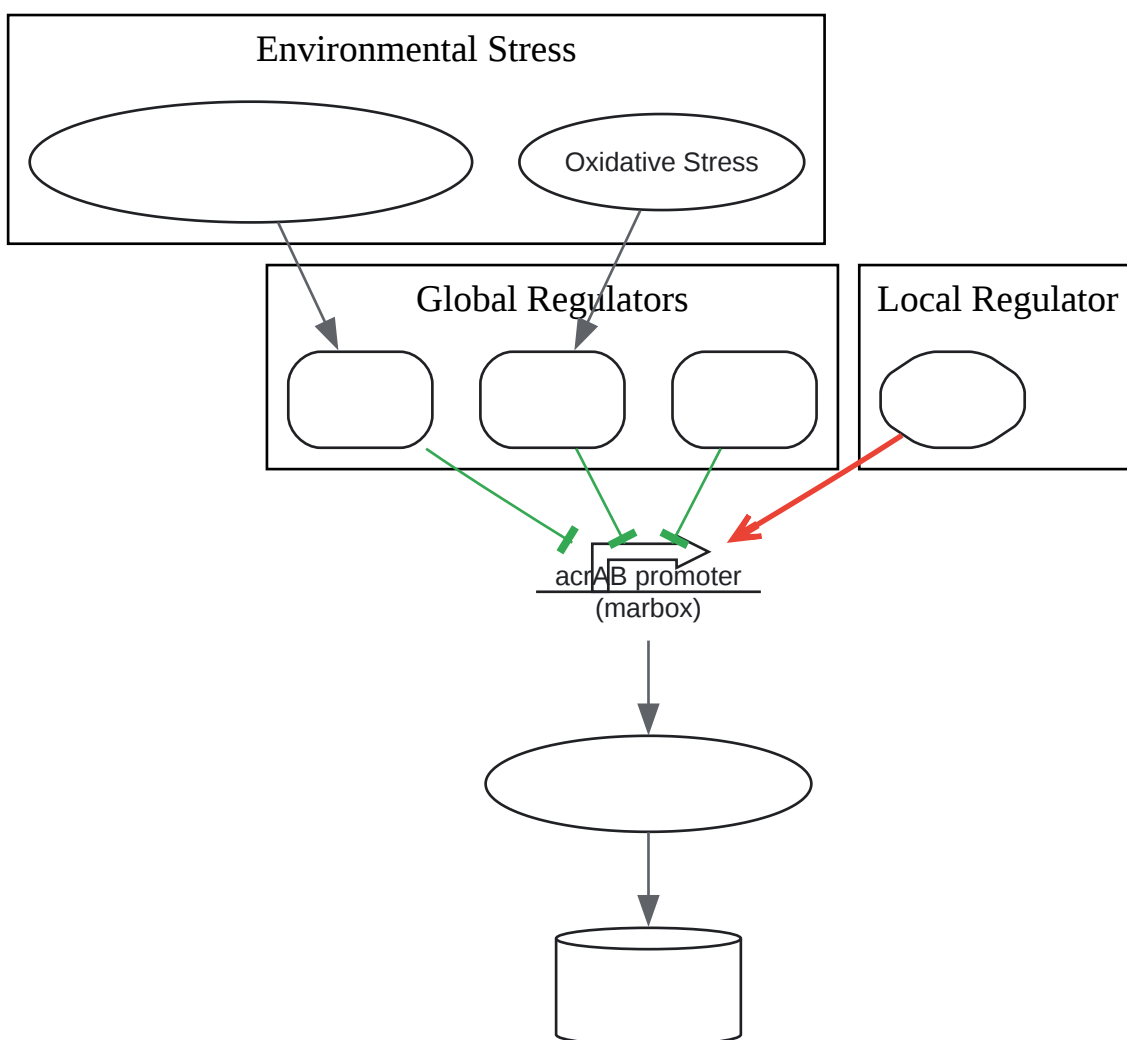 Environmental Stress
Oxidative Stress
Global Regulators
Local Regulator
acrAB promoter
(marbox)